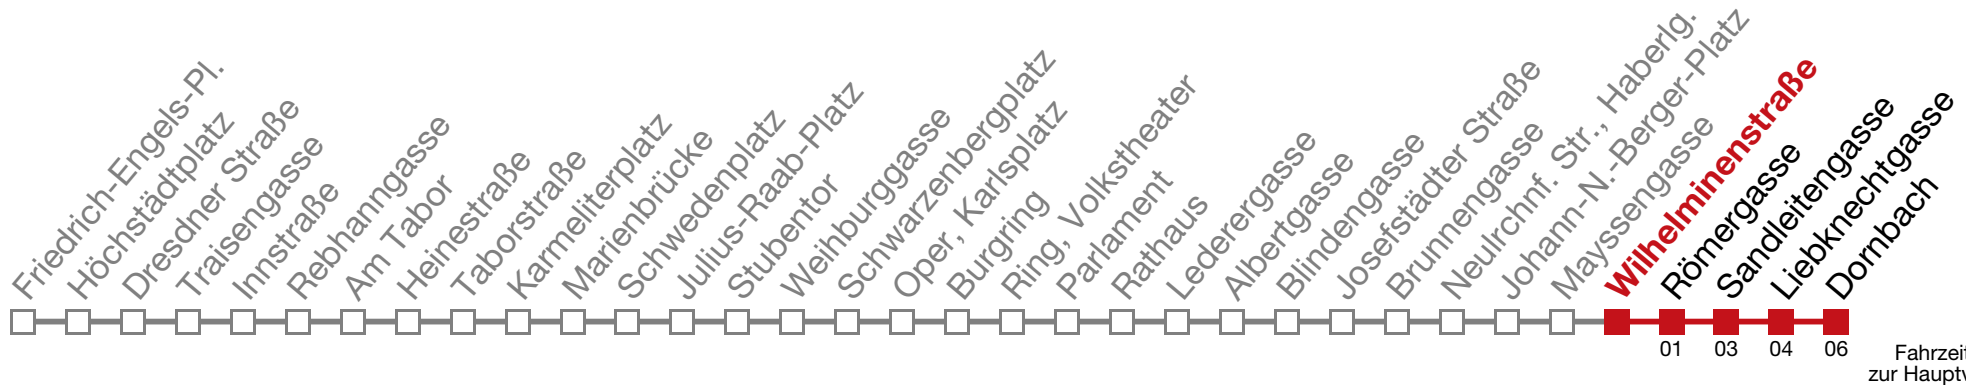 Friedrich-Engels-Pl.
Höchstädtplatz
Dresdner Straße
Traisengasse
Innstraße
Rebhanngasse
Am Tabor
Heinestraße
Taborstraße
Karmeliterplatz
Marienbrücke
Schwedenplatz
Julius-Raab-Platz
Stubentor
Weihburggasse
Schwarzenbergplatz
Oper, Karlsplatz
Burgring
Ring, Volkstheater
Parlament
Rathaus
Lederergasse
Albertgasse
Blindengasse
Josefstädter Straße
Brunnengasse
Neulrchnf. Str., Haberlg.
Johann-N.-Berger-Platz
Mayssengasse
Wilhelminenstraße
Römergasse
Sandleitengasse
Liebknechtgasse
Dornbach
01 03 04 06
Fahrzeit
zur Hauptv